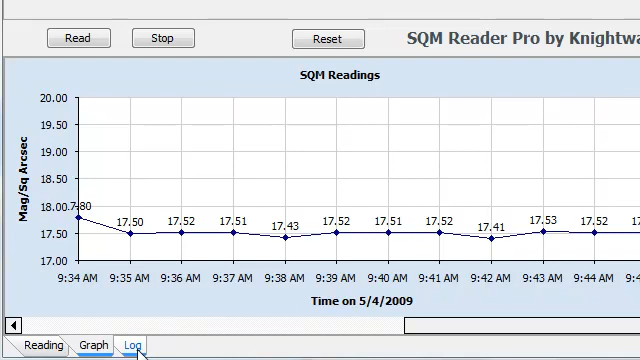 Read Stop Reset SQM Reader Pro by Knightwa
SQM Readings
Mag/Sq Arcsec
20.00
19.50
19.00
18.50
18.00
17.50
17.00
7.80 17.50 17.52 17.51 17.43 17.52 17.51 17.52 17.41 17.53 17.52
9:34 AM 9:35 AM 9:36 AM 9:37 AM 9:38 AM 9:39 AM 9:40 AM 9:41 AM 9:42 AM 9:43 AM 9:44 AM
Time on 5/4/2009
Reading Graph Log